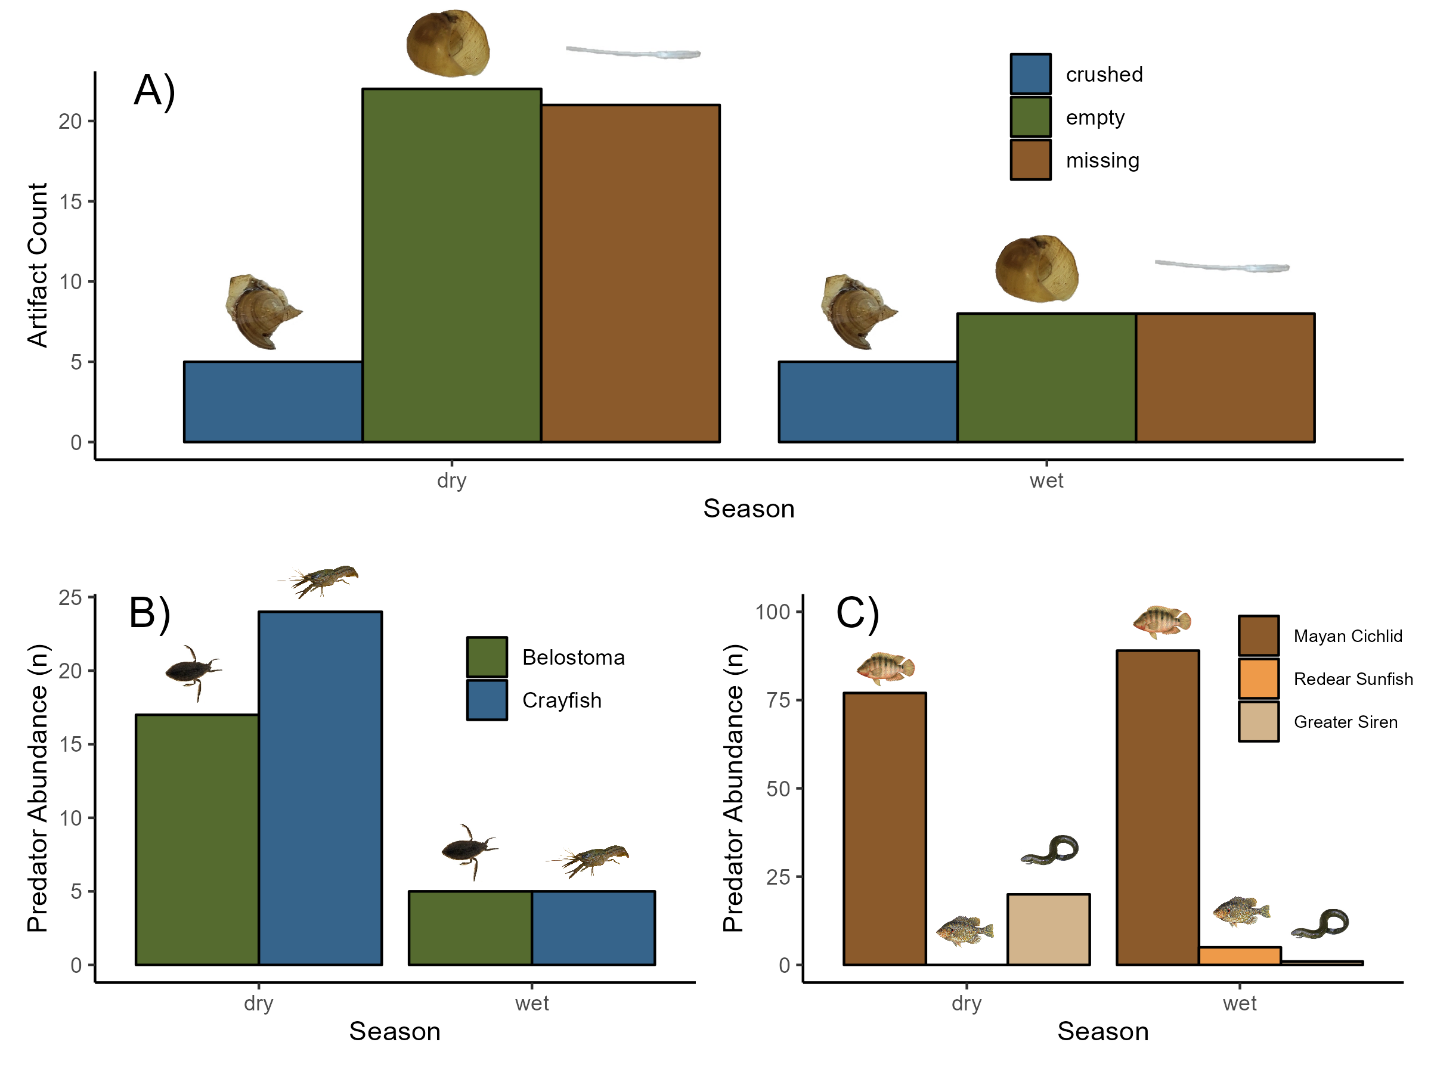 A)
crushed
empty
missing
Artifact Count
20
15
10
5
0
dry
wet
Season
B)
Belostoma
Crayfish
Predator Abundance (n)
25
20
15
10
5
0
dry
wet
Season
C)
Mayan Cichlid
Redear Sunfish
Greater Siren
Predator Abundance (n)
100
75
50
25
0
dry
wet
Season